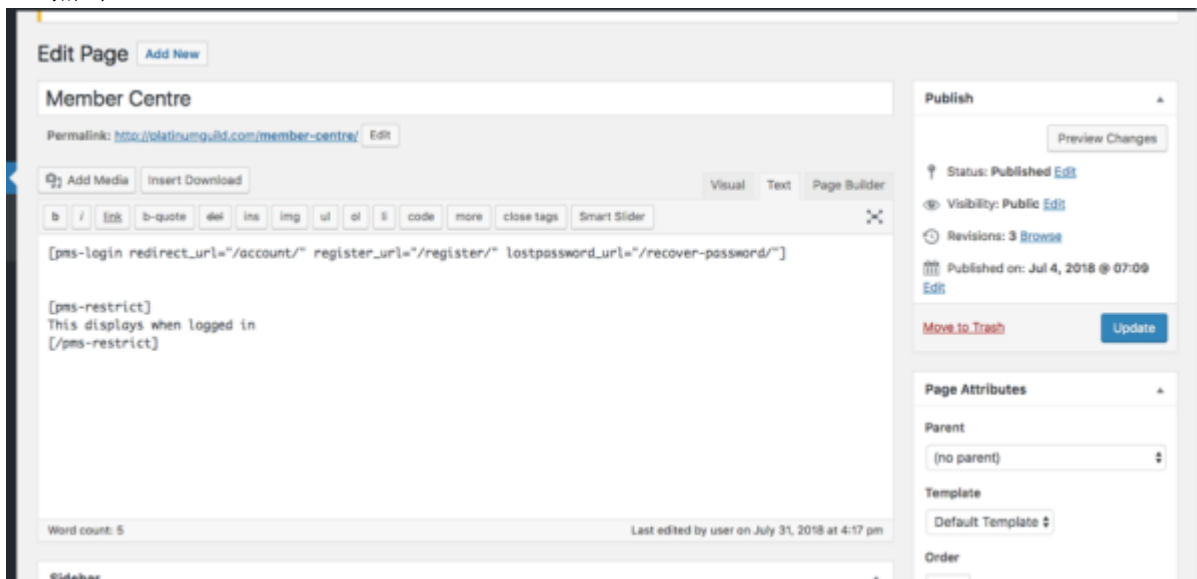 Edit Page Add New
Member Centre
Permalink: http://platinumguild.com/member-centre/ Edit
Add Media Insert Download
Visual Text Page Builder
b i link b-quote del ins img ul ol li code more close tags Smart Slider
[pms-login redirect_url="/account/" register_url="/register/" lostpassword_url="/recover-password/"]
[pms-restrict]
This displays when logged in
[/pms-restrict]
Word count: 5
Last edited by user on July 31, 2018 at 4:17 pm
Sidebar
Publish
Preview Changes
Status: Published Edit
Visibility: Public Edit
Revisions: 3 Browse
Published on: Jul 4, 2018 @ 07:09
Edit
Move to Trash Update
Page Attributes
Parent
(no parent)
Template
Default Template
Order